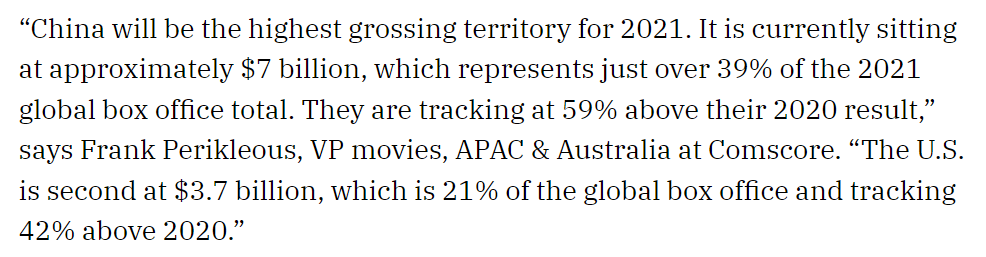 “China will be the highest grossing territory for 2021. It is currently sitting
at approximately $7 billion, which represents just over 39% of the 2021
global box office total. They are tracking at 59% above their 2020 result,”
says Frank Perikleous, VP movies, APAC & Australia at Comscore. “The U.S.
is second at $3.7 billion, which is 21% of the global box office and tracking
42% above 2020.”